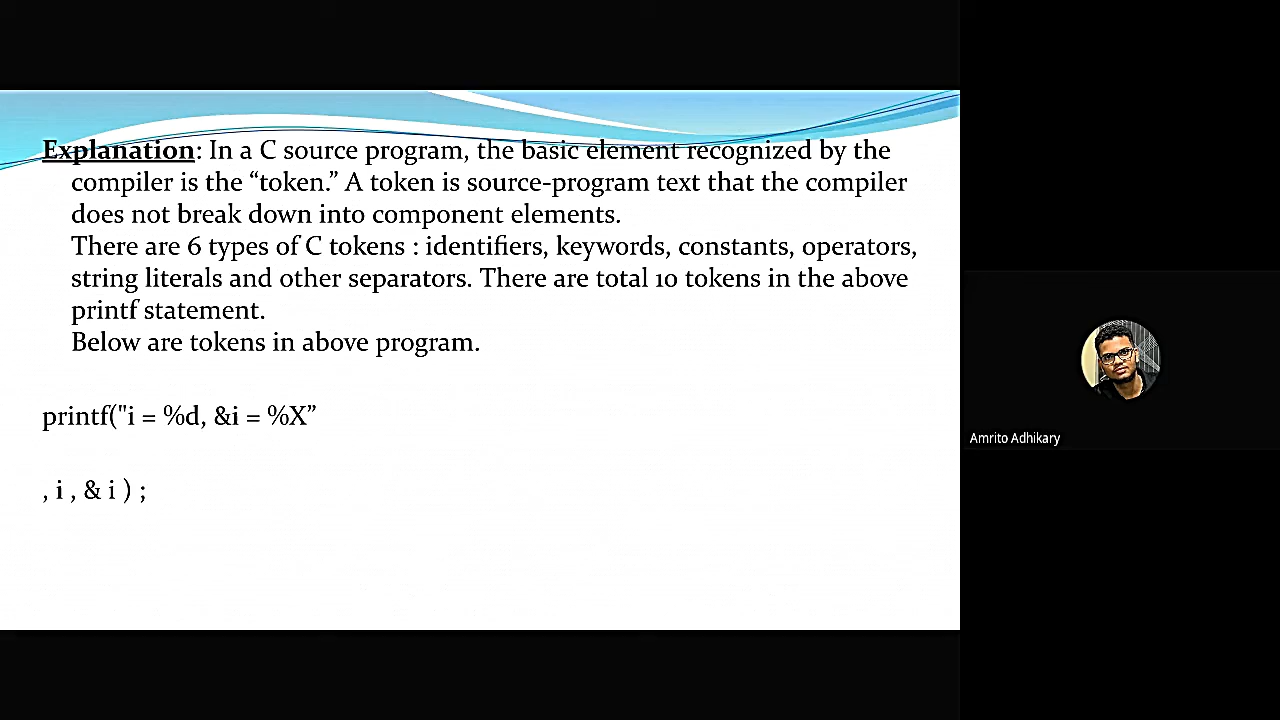 Explanation: In a C source program, the basic element recognized by the
compiler is the “token.” A token is source-program text that the compiler
does not break down into component elements.
There are 6 types of C tokens : identifiers, keywords, constants, operators,
string literals and other separators. There are total 10 tokens in the above
printf statement.
Below are tokens in above program.
printf("i = %d, &i = %X”
, i , & i ) ;
Amrito Adhikary